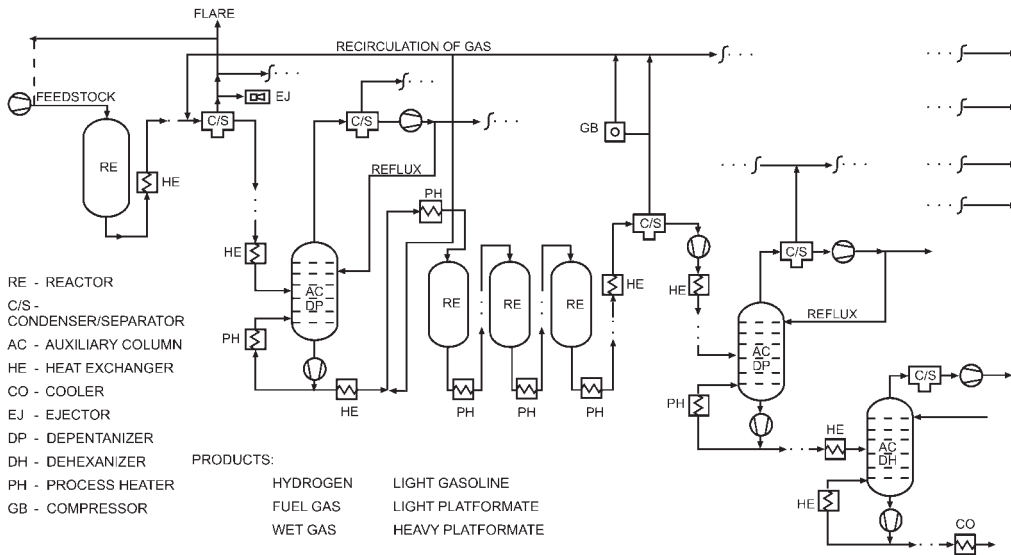 FLARE
RECIRCULATION OF GAS
FEEDSTOCK
EJ
C/S
C/S
GB
RE
HE
REFLUX
PH
C/S
C/S
HE
HE
HE
AC
DP
RE
RE
RE
REFLUX
PH
AC
DP
HE
PH
PH
PH
PH
C/S
HE
AC
DH
HE
CO
RE - REACTOR
C/S -
CONDENSER/SEPARATOR
AC - AUXILIARY COLUMN
HE - HEAT EXCHANGER
CO - COOLER
EJ - EJECTOR
DP - DEPENTANIZER
DH - DEHEXANIZER
PH - PROCESS HEATER
GB - COMPRESSOR
PRODUCTS:
HYDROGEN LIGHT GASOLINE
FUEL GAS LIGHT PLATFORMATE
WET GAS HEAVY PLATFORMATE